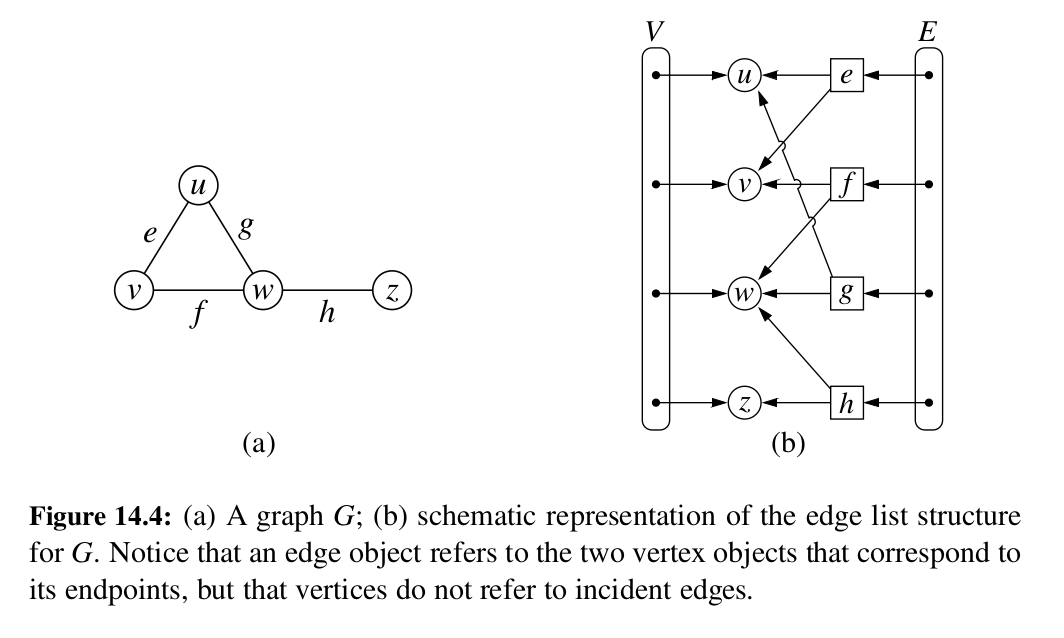 u
e
g
v
w
z
f
h
(a)
V
E
u
e
v
f
w
g
z
h
(b)
Figure 14.4: (a) A graph G; (b) schematic representation of the edge list structure
for G. Notice that an edge object refers to the two vertex objects that correspond to
its endpoints, but that vertices do not refer to incident edges.